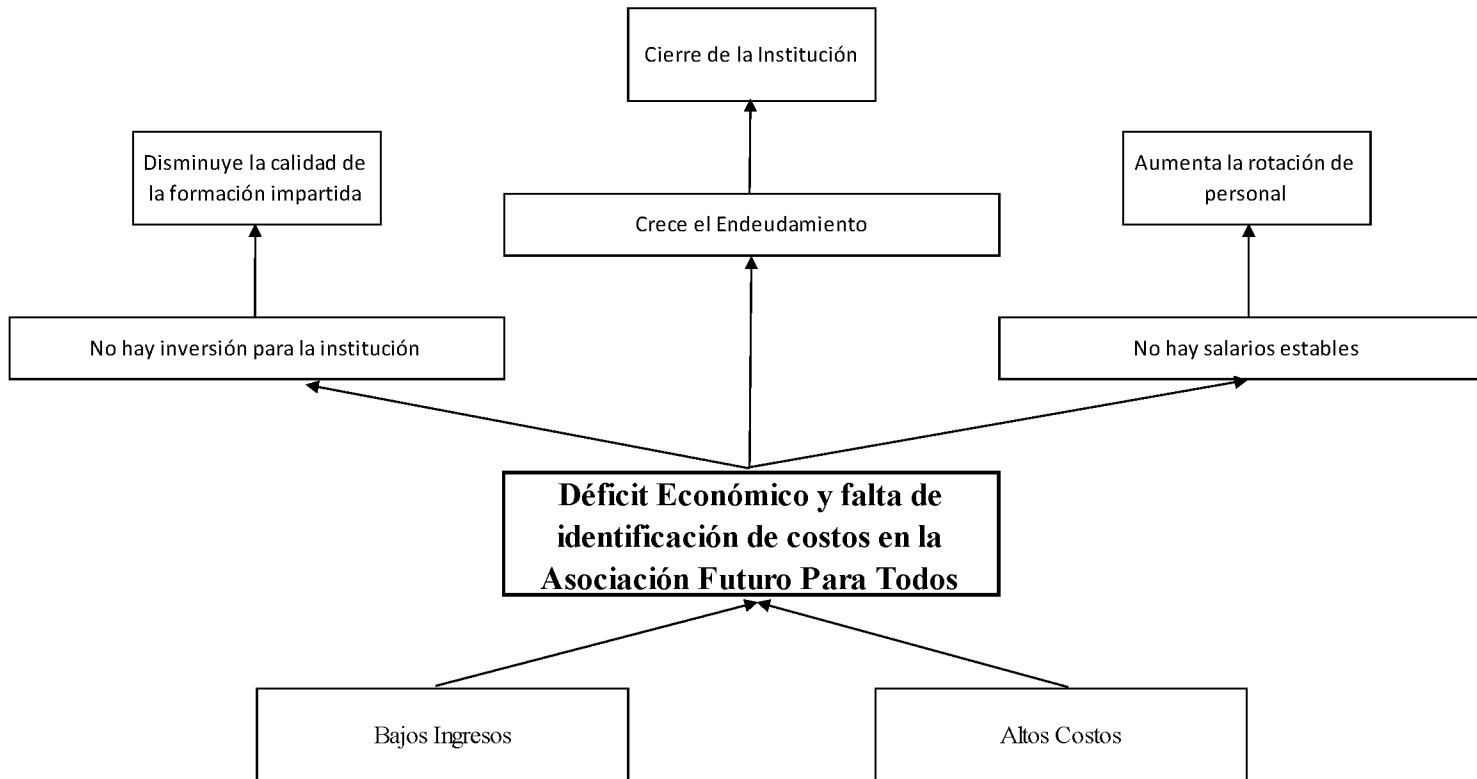 Cierre de la Institución
Disminuye la calidad de
la formación impartida
Aumenta la rotación de
personal
Crece el Endeudamiento
No hay inversión para la institución
No hay salarios estables
Déficit Económico y falta de
identificación de costos en la
Asociación Futuro Para Todos
Bajos Ingresos
Altos Costos